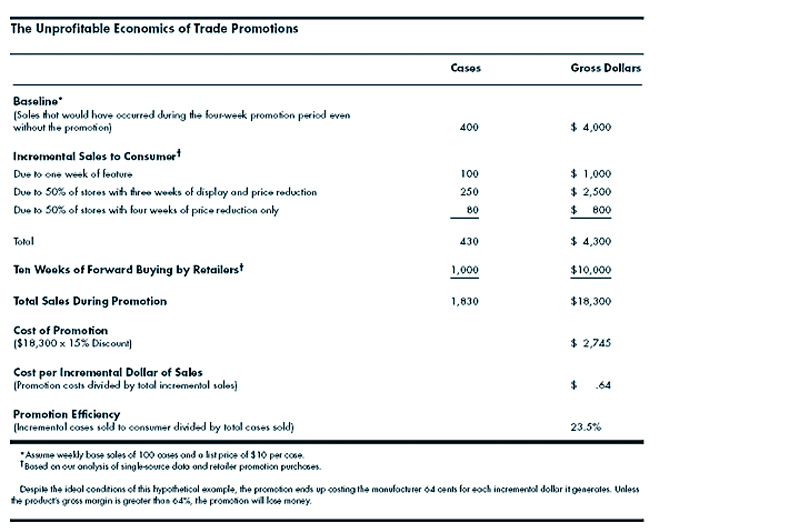 The Unprofitable Economics of Trade Promotions
Cases Gross Dollars
Baseline*
(Sales that would have occurred during the four-week promotion period even
without the promotion) 400 $ 4,000
Incremental Sales to Consumer†
Due to one week of feature 100 $ 1,000
Due to 50% of stores with three weeks of display and price reduction 250 $ 2,500
Due to 50% of stores with four weeks of price reduction only 80 $ 800
Total 430 $ 4,300
Ten Weeks of Forward Buying by Retailers† 1,000 $10,000
Total Sales During Promotion 1,830 $18,300
Cost of Promotion
($18,300 x 15% Discount) $ 2,745
Cost per Incremental Dollar of Sales
(Promotion costs divided by total incremental sales) $ .64
Promotion Efficiency
(Incremental cases sold to consumer divided by total cases sold) 23.5%
*Assume weekly base sales of 100 cases and a list price of $10 per case.
†Based on our analysis of single-source data and retailer promotion purchases.
Despite the ideal conditions of this hypothetical example, the promotion ends up costing the manufacturer 64 cents for each incremental dollar it generates. Unless
the product's gross margin is greater than 64%, the promotion will lose money.